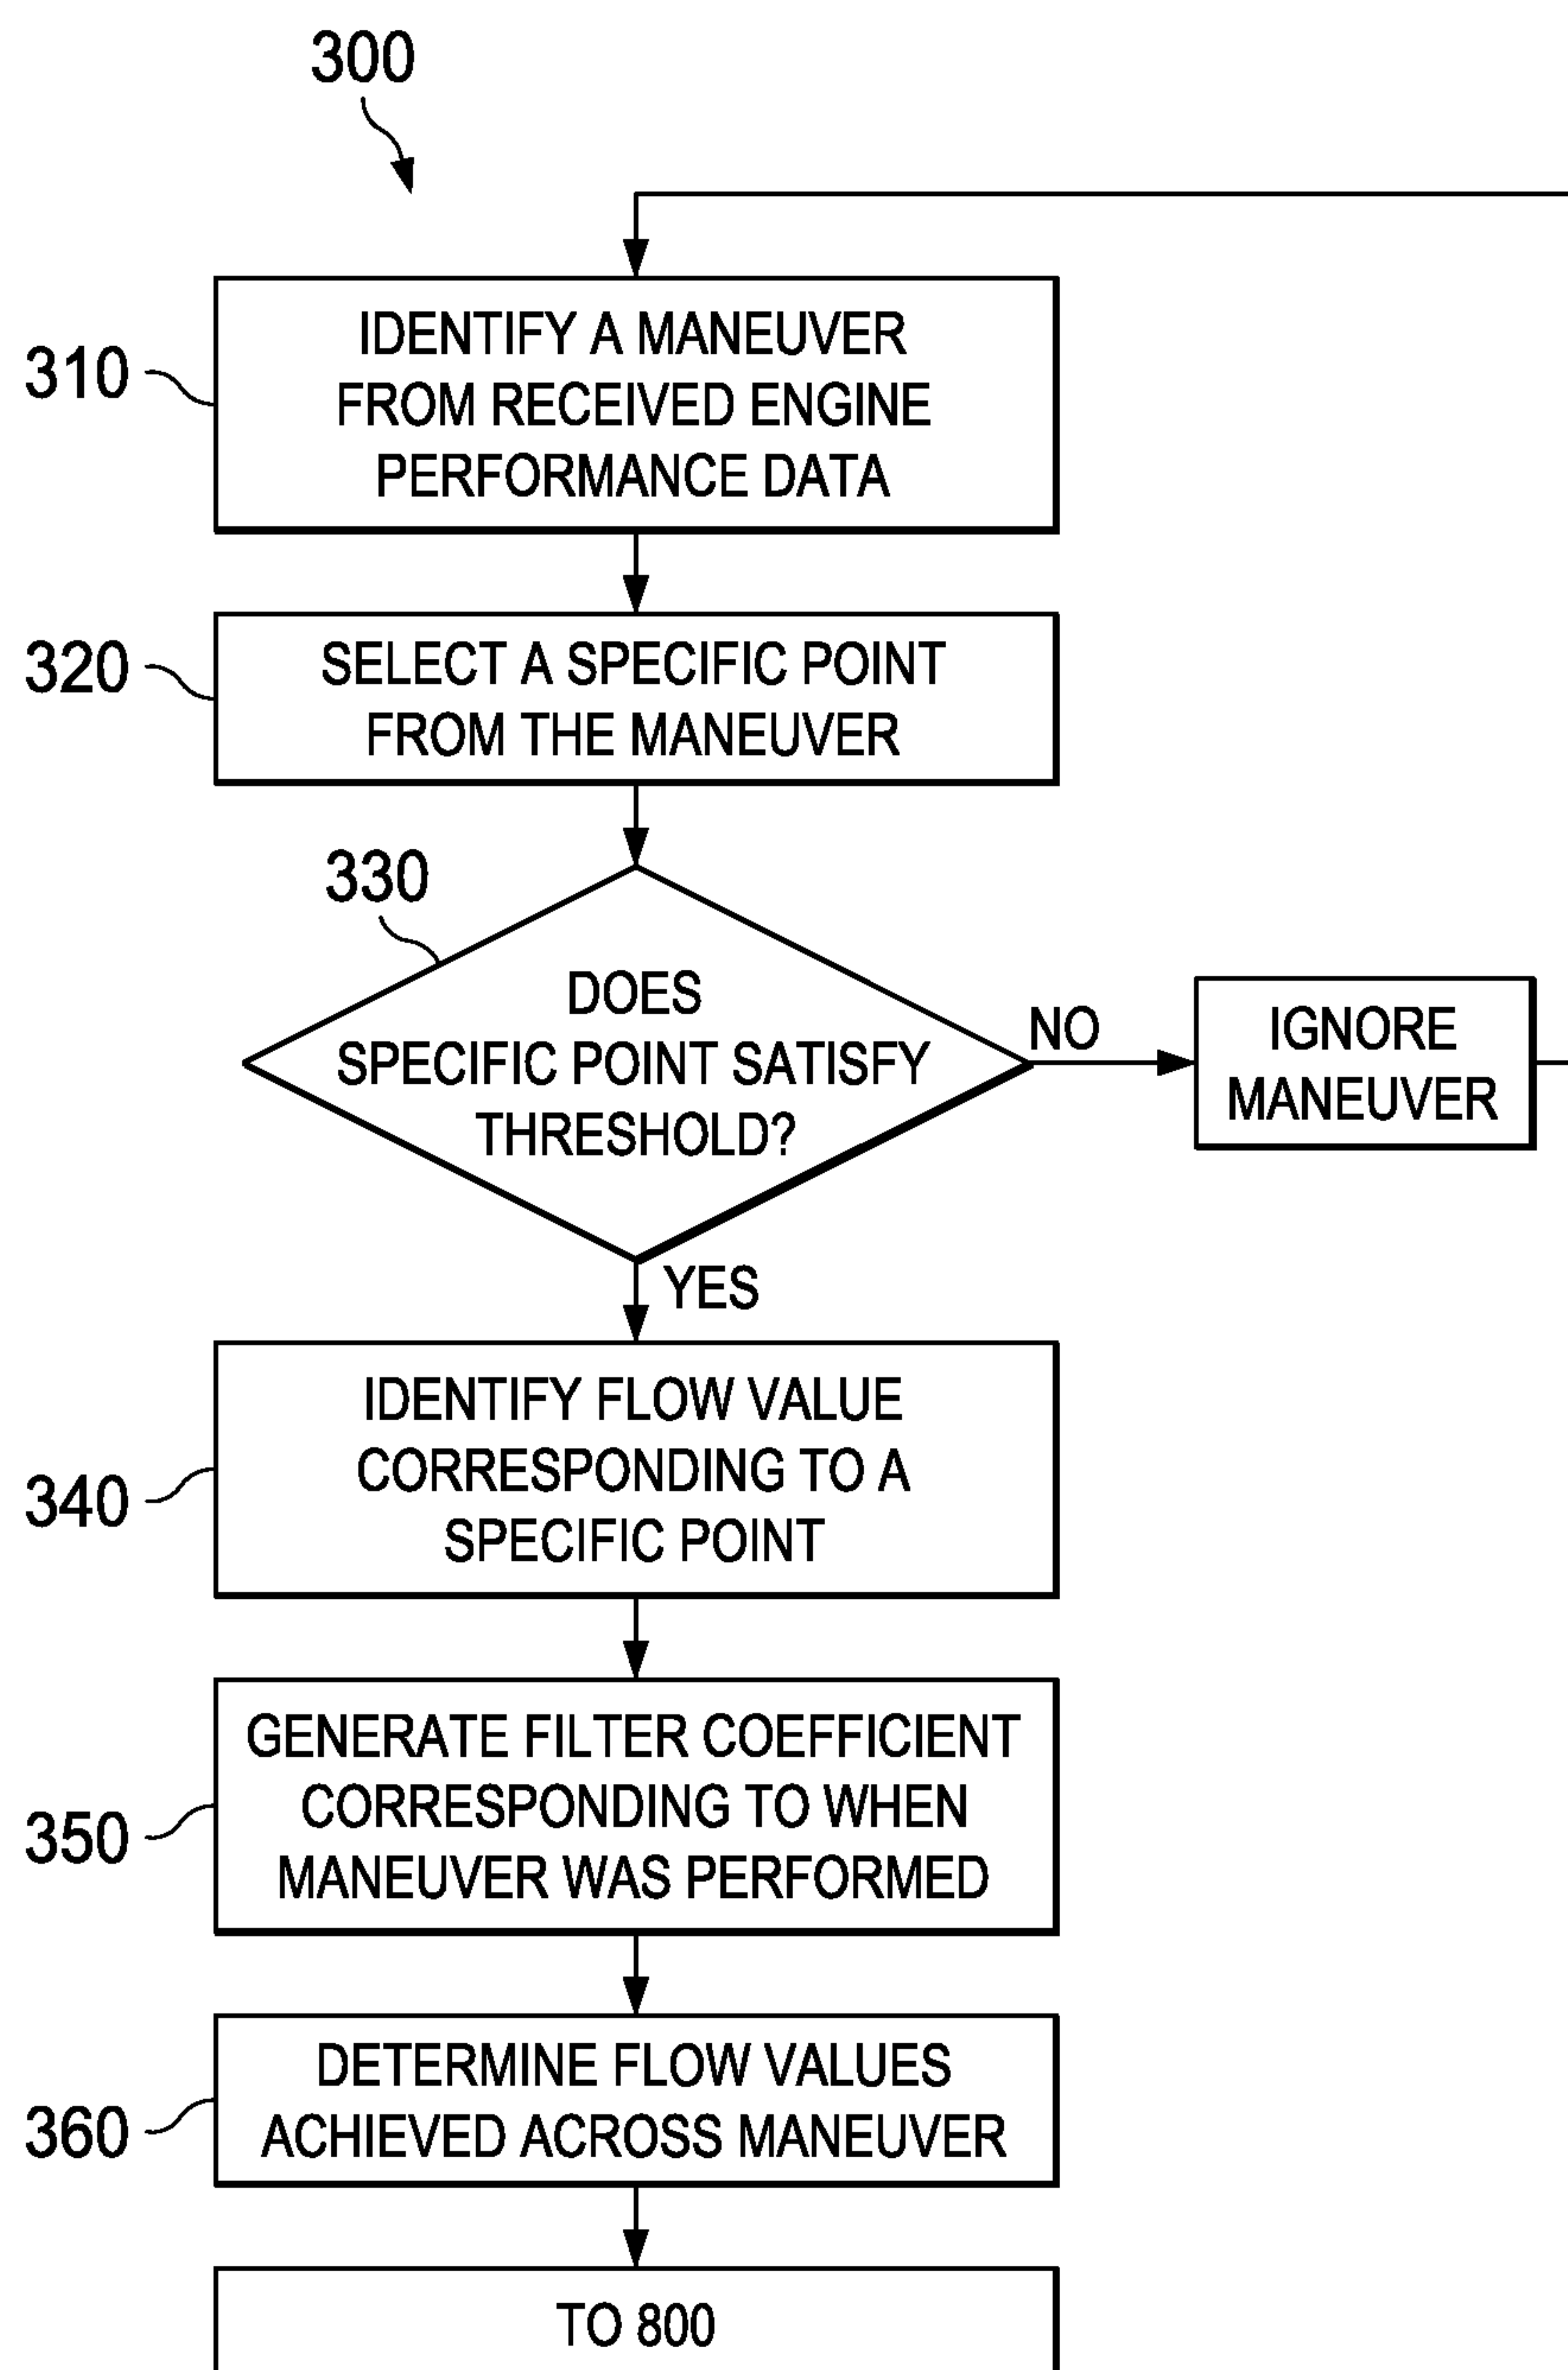 300
310
IDENTIFY A MANEUVER
FROM RECEIVED ENGINE
PERFORMANCE DATA
320
SELECT A SPECIFIC POINT
FROM THE MANEUVER
330
DOES
SPECIFIC POINT SATISFY
THRESHOLD?
NO
IGNORE
MANEUVER
YES
340
IDENTIFY FLOW VALUE
CORRESPONDING TO A
SPECIFIC POINT
350
GENERATE FILTER COEFFICIENT
CORRESPONDING TO WHEN
MANEUVER WAS PERFORMED
360
DETERMINE FLOW VALUES
ACHIEVED ACROSS MANEUVER
TO 800